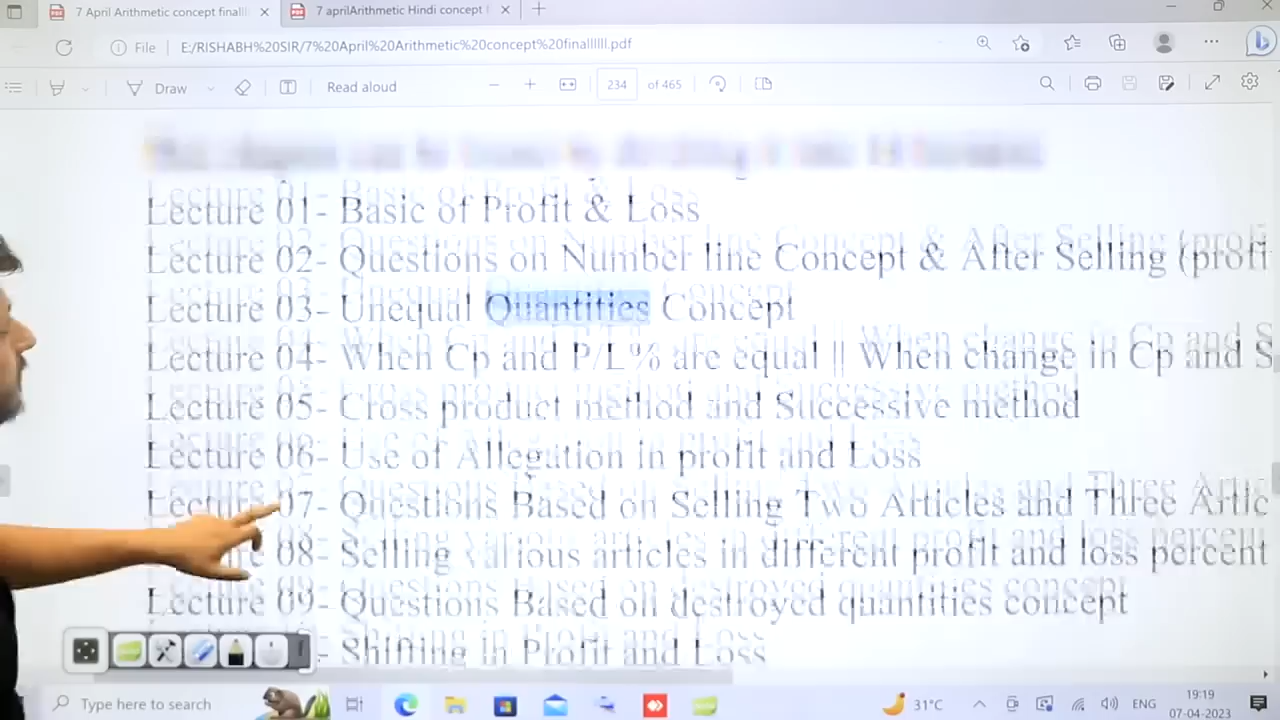 7 April Arithmetic concept finalll
7 aprilArithmetic Hindi concept
File
E:/RISHABH%20SIR/7%20April%20Arithmetic%20concept%20finallllll.pdf
Draw
Read aloud
234 of 465
Lecture 01- Basic of Profit & Loss
Lecture 02- Questions on Number line Concept & After Selling (profi
Lecture 03- Unequal Quantities Concept
Lecture 04- When Cp and P/L% are equal || When change in Cp and S
Lecture 05- Cross product method and Successive method
Lecture 06- Use of Allegation in profit and Loss
Lecture 07- Questions Based on Selling Two Articles and Three Artic
08- Selling various articles in different profit and loss percent
Lecture 09- Questions Based on destroyed quantities concept
- Shifting in Profit and Loss
Type here to search
31°C
ENG
19:19
07-04-2023